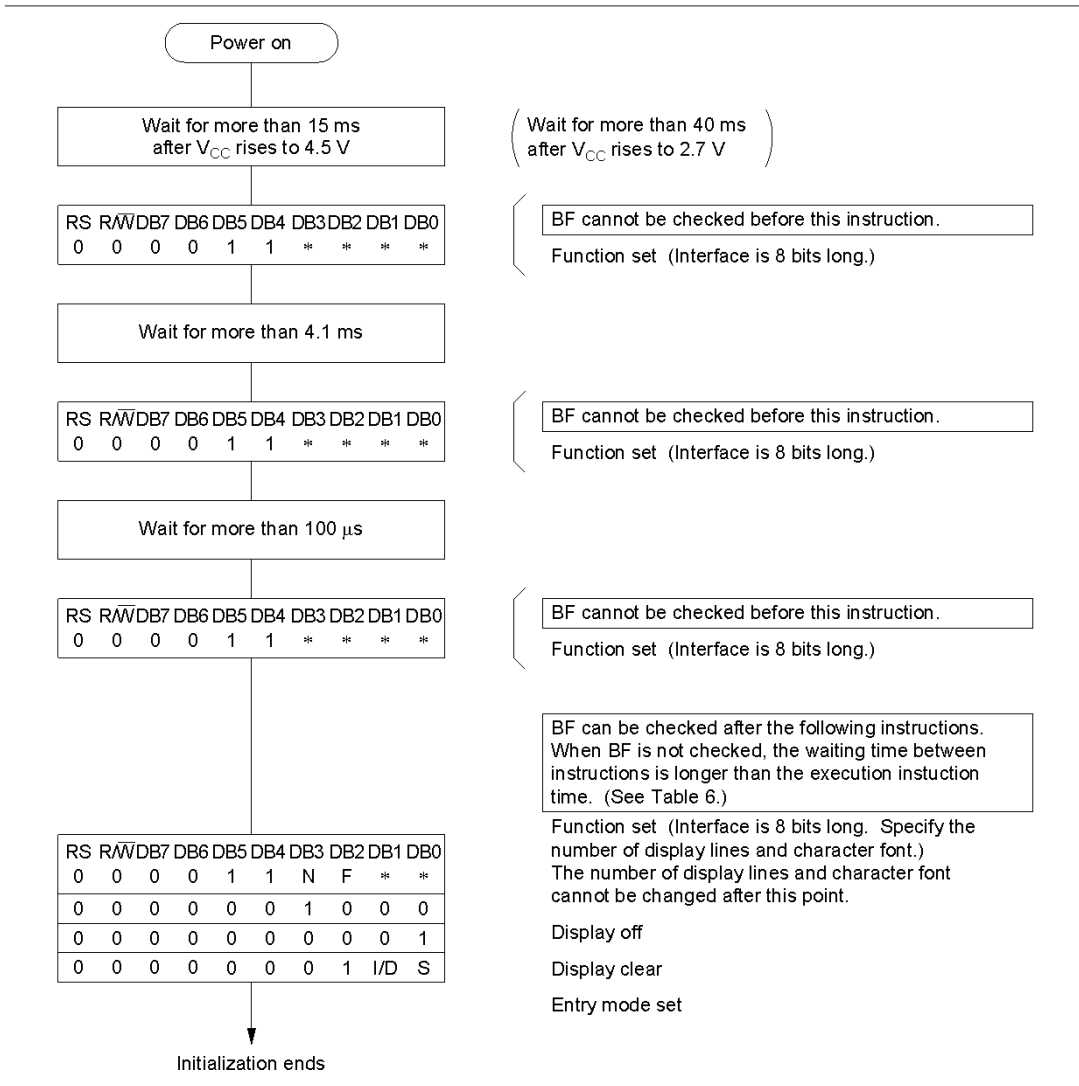 Power on
Wait for more than 15 ms
after VCC rises to 4.5 V
Wait for more than 40 ms
after VCC rises to 2.7 V
RS R/W̅ DB7 DB6 DB5 DB4 DB3 DB2 DB1 DB0
0 0 0 0 1 1 * * * *
BF cannot be checked before this instruction.
Function set (Interface is 8 bits long.)
Wait for more than 4.1 ms
RS R/W̅ DB7 DB6 DB5 DB4 DB3 DB2 DB1 DB0
0 0 0 0 1 1 * * * *
BF cannot be checked before this instruction.
Function set (Interface is 8 bits long.)
Wait for more than 100 µs
RS R/W̅ DB7 DB6 DB5 DB4 DB3 DB2 DB1 DB0
0 0 0 0 1 1 * * * *
BF cannot be checked before this instruction.
Function set (Interface is 8 bits long.)
BF can be checked after the following instructions.
When BF is not checked, the waiting time between
instructions is longer than the execution instuction
time. (See Table 6.)
RS R/W̅ DB7 DB6 DB5 DB4 DB3 DB2 DB1 DB0
0 0 0 0 1 1 N F * *
0 0 0 0 0 0 1 0 0 0
0 0 0 0 0 0 0 0 0 1
0 0 0 0 0 0 0 1 I/D S
Function set (Interface is 8 bits long. Specify the
number of display lines and character font.)
The number of display lines and character font
cannot be changed after this point.
Display off
Display clear
Entry mode set
Initialization ends